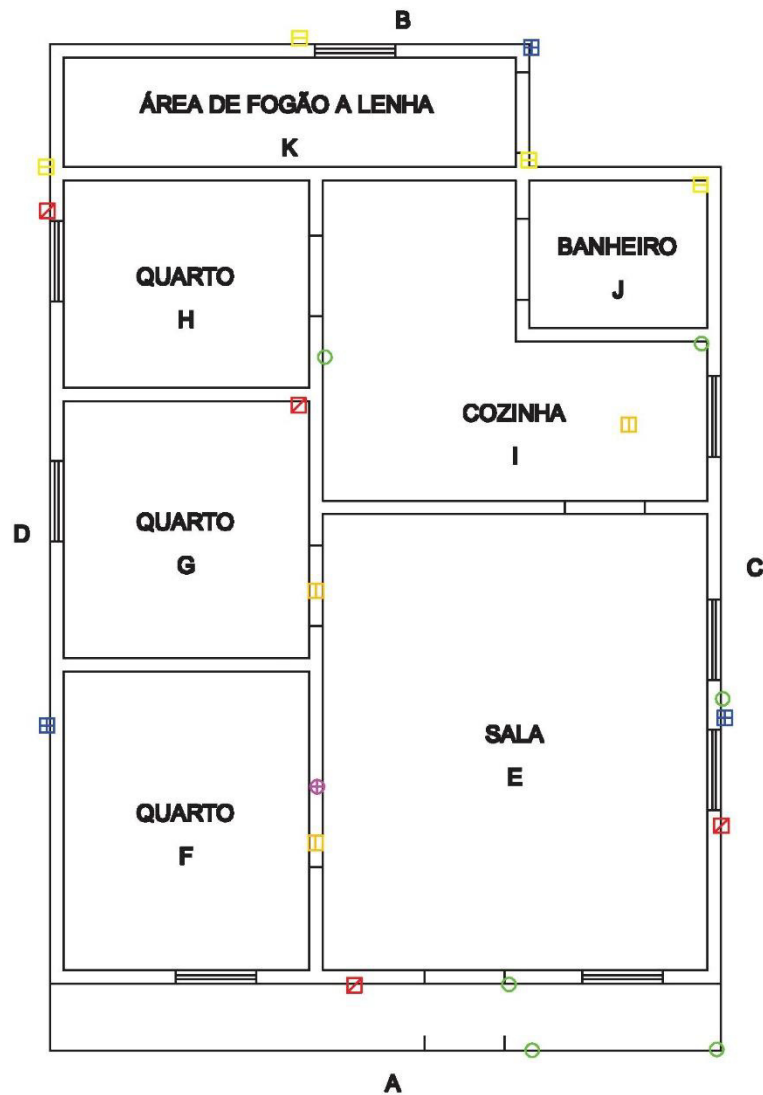 B
ÁREA DE FOGÃO A LENHA
K
QUARTO
H
BANHEIRO
J
COZINHA
I
D
QUARTO
G
C
SALA
E
QUARTO
F
A